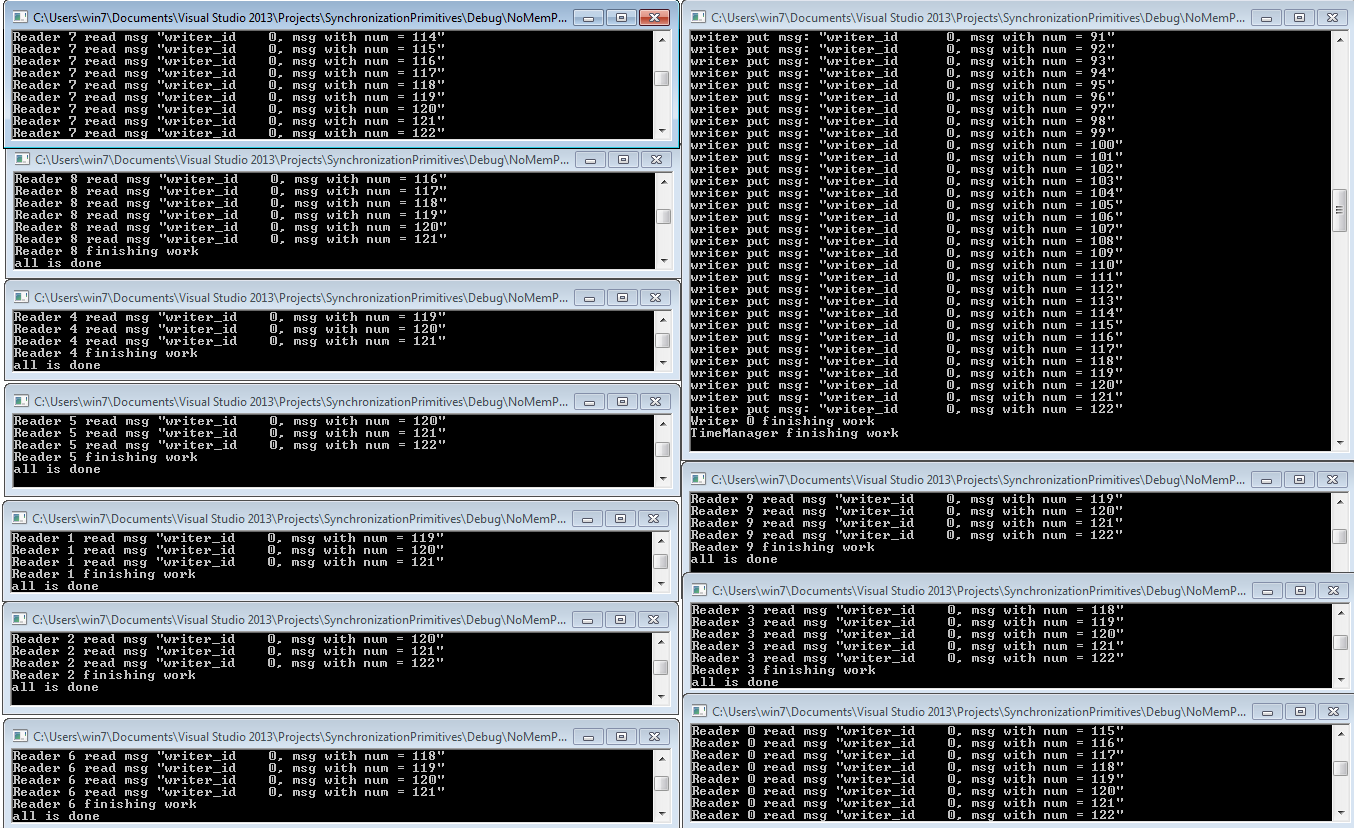 C:\Users\win7\Documents\Visual Studio 2013\Projects\SynchronizationPrimitives\Debug\NoMemP...
Reader 7 read msg "writer_id    0, msg with num = 114"
Reader 7 read msg "writer_id    0, msg with num = 115"
Reader 7 read msg "writer_id    0, msg with num = 116"
Reader 7 read msg "writer_id    0, msg with num = 117"
Reader 7 read msg "writer_id    0, msg with num = 118"
Reader 7 read msg "writer_id    0, msg with num = 119"
Reader 7 read msg "writer_id    0, msg with num = 120"
Reader 7 read msg "writer_id    0, msg with num = 121"
Reader 7 read msg "writer_id    0, msg with num = 122"
C:\Users\win7\Documents\Visual Studio 2013\Projects\SynchronizationPrimitives\Debug\NoMemP...
Reader 8 read msg "writer_id    0, msg with num = 116"
Reader 8 read msg "writer_id    0, msg with num = 117"
Reader 8 read msg "writer_id    0, msg with num = 118"
Reader 8 read msg "writer_id    0, msg with num = 119"
Reader 8 read msg "writer_id    0, msg with num = 120"
Reader 8 read msg "writer_id    0, msg with num = 121"
Reader 8 finishing work
all is done
C:\Users\win7\Documents\Visual Studio 2013\Projects\SynchronizationPrimitives\Debug\NoMemP...
Reader 4 read msg "writer_id    0, msg with num = 119"
Reader 4 read msg "writer_id    0, msg with num = 120"
Reader 4 read msg "writer_id    0, msg with num = 121"
Reader 4 finishing work
all is done
C:\Users\win7\Documents\Visual Studio 2013\Projects\SynchronizationPrimitives\Debug\NoMemP...
Reader 5 read msg "writer_id    0, msg with num = 120"
Reader 5 read msg "writer_id    0, msg with num = 121"
Reader 5 read msg "writer_id    0, msg with num = 122"
Reader 5 finishing work
all is done
C:\Users\win7\Documents\Visual Studio 2013\Projects\SynchronizationPrimitives\Debug\NoMemP...
Reader 1 read msg "writer_id    0, msg with num = 119"
Reader 1 read msg "writer_id    0, msg with num = 120"
Reader 1 read msg "writer_id    0, msg with num = 121"
Reader 1 finishing work
all is done
C:\Users\win7\Documents\Visual Studio 2013\Projects\SynchronizationPrimitives\Debug\NoMemP...
Reader 2 read msg "writer_id    0, msg with num = 120"
Reader 2 read msg "writer_id    0, msg with num = 121"
Reader 2 read msg "writer_id    0, msg with num = 122"
Reader 2 finishing work
all is done
C:\Users\win7\Documents\Visual Studio 2013\Projects\SynchronizationPrimitives\Debug\NoMemP...
Reader 6 read msg "writer_id    0, msg with num = 118"
Reader 6 read msg "writer_id    0, msg with num = 119"
Reader 6 read msg "writer_id    0, msg with num = 120"
Reader 6 read msg "writer_id    0, msg with num = 121"
Reader 6 finishing work
all is done
C:\Users\win7\Documents\Visual Studio 2013\Projects\SynchronizationPrimitives\Debug\NoMemP...
writer put msg: "writer_id      0, msg with num = 91"
writer put msg: "writer_id      0, msg with num = 92"
writer put msg: "writer_id      0, msg with num = 93"
writer put msg: "writer_id      0, msg with num = 94"
writer put msg: "writer_id      0, msg with num = 95"
writer put msg: "writer_id      0, msg with num = 96"
writer put msg: "writer_id      0, msg with num = 97"
writer put msg: "writer_id      0, msg with num = 98"
writer put msg: "writer_id      0, msg with num = 99"
writer put msg: "writer_id      0, msg with num = 100"
writer put msg: "writer_id      0, msg with num = 101"
writer put msg: "writer_id      0, msg with num = 102"
writer put msg: "writer_id      0, msg with num = 103"
writer put msg: "writer_id      0, msg with num = 104"
writer put msg: "writer_id      0, msg with num = 105"
writer put msg: "writer_id      0, msg with num = 106"
writer put msg: "writer_id      0, msg with num = 107"
writer put msg: "writer_id      0, msg with num = 108"
writer put msg: "writer_id      0, msg with num = 109"
writer put msg: "writer_id      0, msg with num = 110"
writer put msg: "writer_id      0, msg with num = 111"
writer put msg: "writer_id      0, msg with num = 112"
writer put msg: "writer_id      0, msg with num = 113"
writer put msg: "writer_id      0, msg with num = 114"
writer put msg: "writer_id      0, msg with num = 115"
writer put msg: "writer_id      0, msg with num = 116"
writer put msg: "writer_id      0, msg with num = 117"
writer put msg: "writer_id      0, msg with num = 118"
writer put msg: "writer_id      0, msg with num = 119"
writer put msg: "writer_id      0, msg with num = 120"
writer put msg: "writer_id      0, msg with num = 121"
writer put msg: "writer_id      0, msg with num = 122"
Writer 0 finishing work
TimeManager finishing work
C:\Users\win7\Documents\Visual Studio 2013\Projects\SynchronizationPrimitives\Debug\NoMemP...
Reader 9 read msg "writer_id    0, msg with num = 119"
Reader 9 read msg "writer_id    0, msg with num = 120"
Reader 9 read msg "writer_id    0, msg with num = 121"
Reader 9 read msg "writer_id    0, msg with num = 122"
Reader 9 finishing work
all is done
C:\Users\win7\Documents\Visual Studio 2013\Projects\SynchronizationPrimitives\Debug\NoMemP...
Reader 3 read msg "writer_id    0, msg with num = 118"
Reader 3 read msg "writer_id    0, msg with num = 119"
Reader 3 read msg "writer_id    0, msg with num = 120"
Reader 3 read msg "writer_id    0, msg with num = 121"
Reader 3 read msg "writer_id    0, msg with num = 122"
Reader 3 finishing work
all is done
C:\Users\win7\Documents\Visual Studio 2013\Projects\SynchronizationPrimitives\Debug\NoMemP...
Reader 0 read msg "writer_id    0, msg with num = 115"
Reader 0 read msg "writer_id    0, msg with num = 116"
Reader 0 read msg "writer_id    0, msg with num = 117"
Reader 0 read msg "writer_id    0, msg with num = 118"
Reader 0 read msg "writer_id    0, msg with num = 119"
Reader 0 read msg "writer_id    0, msg with num = 120"
Reader 0 read msg "writer_id    0, msg with num = 121"
Reader 0 read msg "writer_id    0, msg with num = 122"